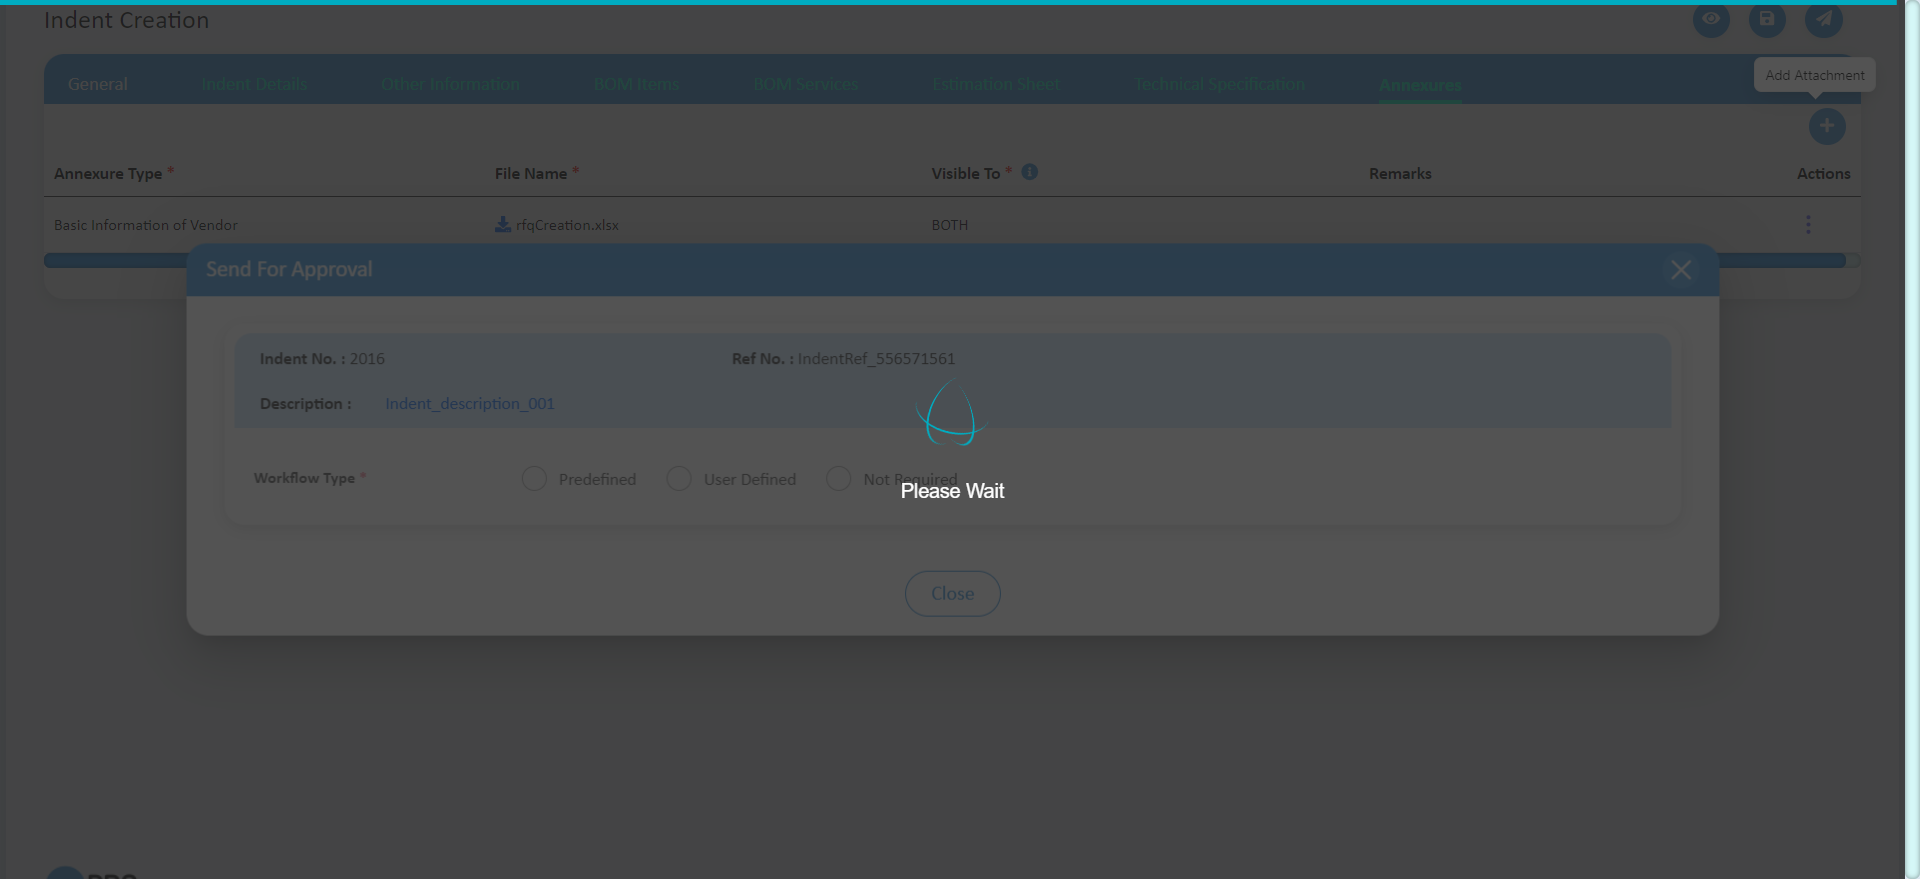 Indent Creation
General Indent Details Other Information BOM Items BOM Services Estimation Sheet Technical Specification Annexures
Add Attachment
Annexure Type * File Name * Visible To * Remarks Actions
Basic Information of Vendor rfqCreation.xlsx BOTH
Send For Approval
Indent No. : 2016 Ref No. : IndentRef_556571561
Description : Indent_description_001
Workflow Type * Predefined User Defined Not Required
Please Wait
Close